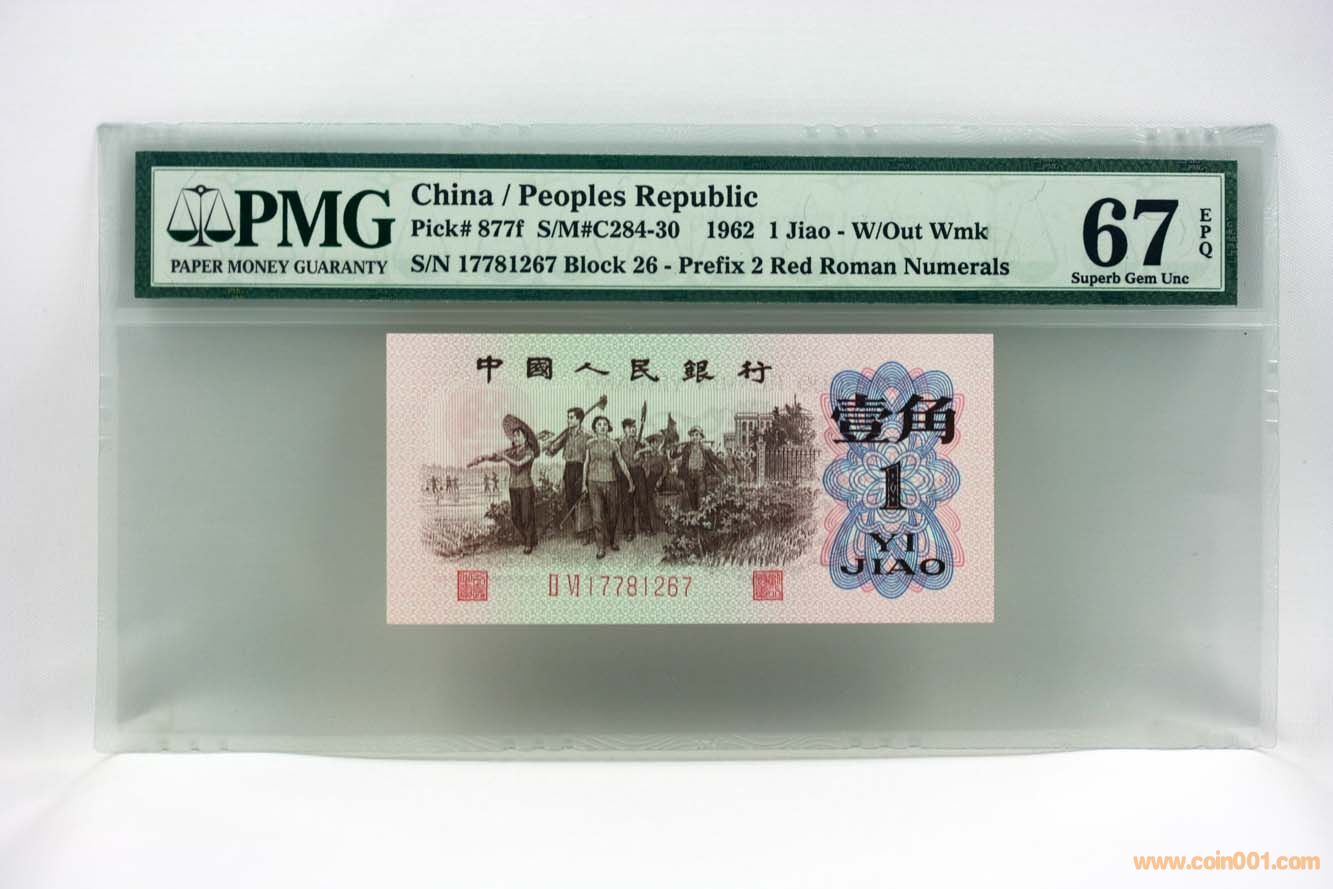 PMG
PAPER MONEY GUARANTY
China / Peoples Republic
Pick# 877f S/M#C284-30 1962 1 Jiao - W/Out Wmk
S/N 17781267 Block 26 - Prefix 2 Red Roman Numerals
67
EPQ
Superb Gem Unc
中國人民銀行
壹角
1
YI
JIAO
II VI 17781267
www.coin001.com